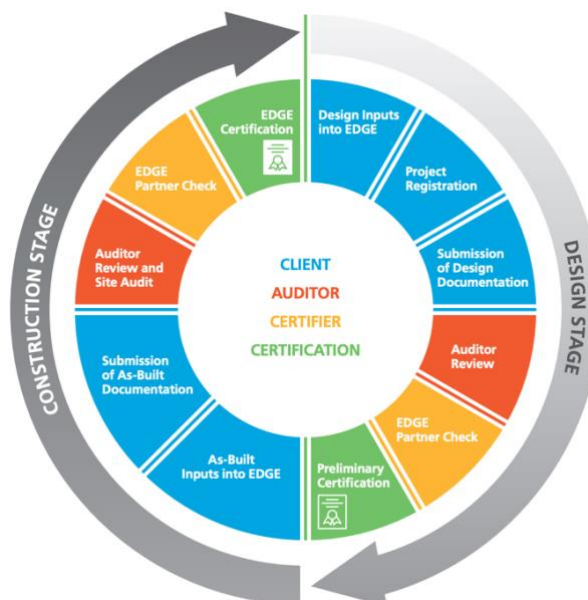 Design Inputs
into EDGE
Project
Registration
Submission
of Design
Documentation
Auditor
Review
EDGE
Partner Check
Preliminary
Certification
As-Built
Inputs into EDGE
Submission
of As-Built
Documentation
Auditor
Review and
Site Audit
EDGE
Partner Check
EDGE
Certification
CLIENT
AUDITOR
CERTIFIER
CERTIFICATION
DESIGN STAGE
CONSTRUCTION STAGE